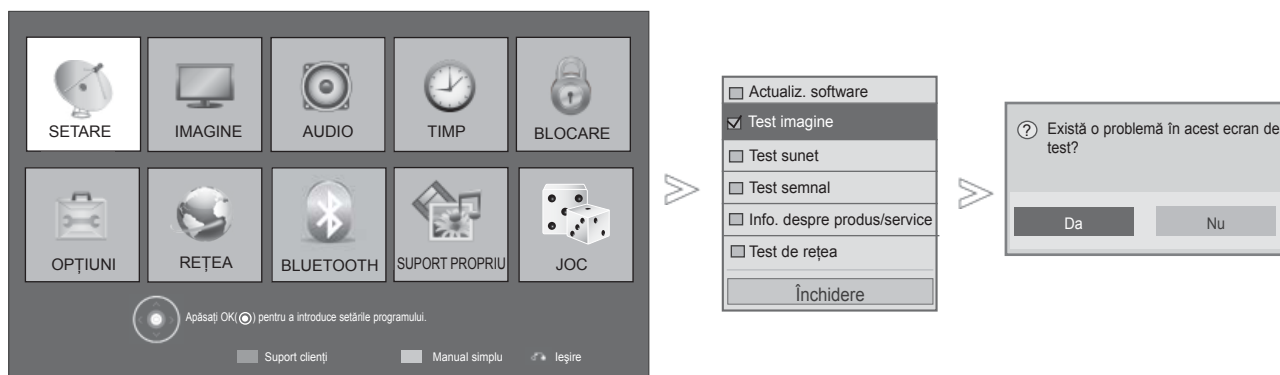 SETARE
IMAGINE
AUDIO
TIMP
BLOCARE
OPȚIUNI
REȚEA
BLUETOOTH
SUPORT PROPRIU
JOC
Apăsați OK(◉) pentru a introduce setările programului.
Suport clienți
Manual simplu
Ieșire
Actualiz. software
Test imagine
Test sunet
Test semnal
Info. despre produs/service
Test de rețea
Închidere
? Există o problemă în acest ecran de
test?
Da
Nu